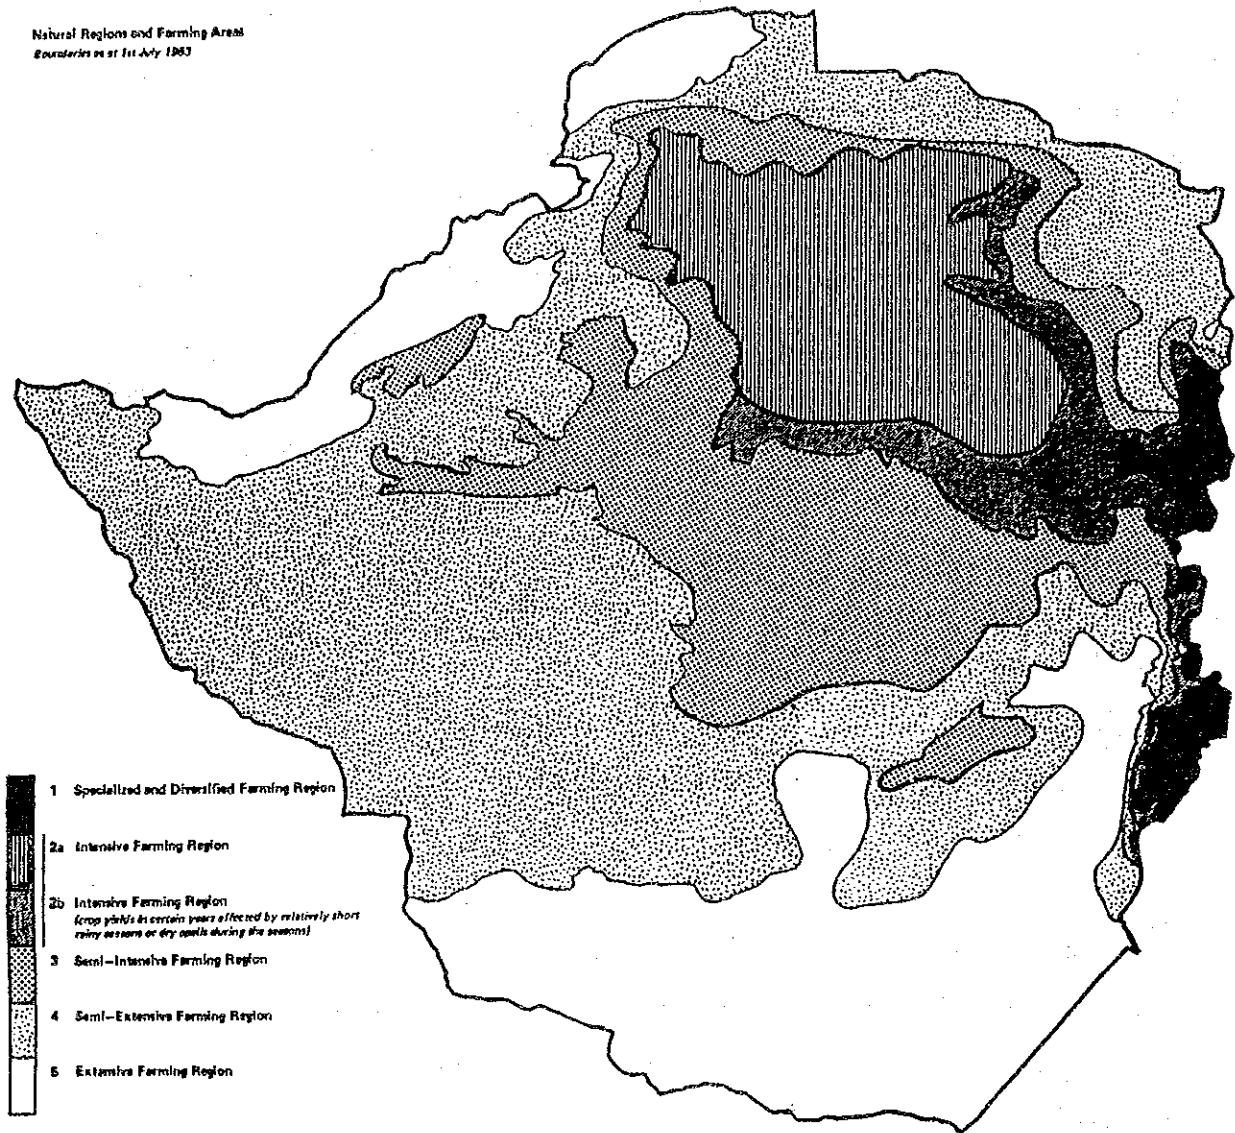 Natural Regions and Farming Areas
Boundaries as at 1st July 1983
1 Specialized and Diversified Farming Region
2a Intensive Farming Region
2b Intensive Farming Region
(crop yields in certain years affected by relatively short
rainy seasons or dry spells during the seasons)
3 Semi-Intensive Farming Region
4 Semi-Extensive Farming Region
5 Extensive Farming Region